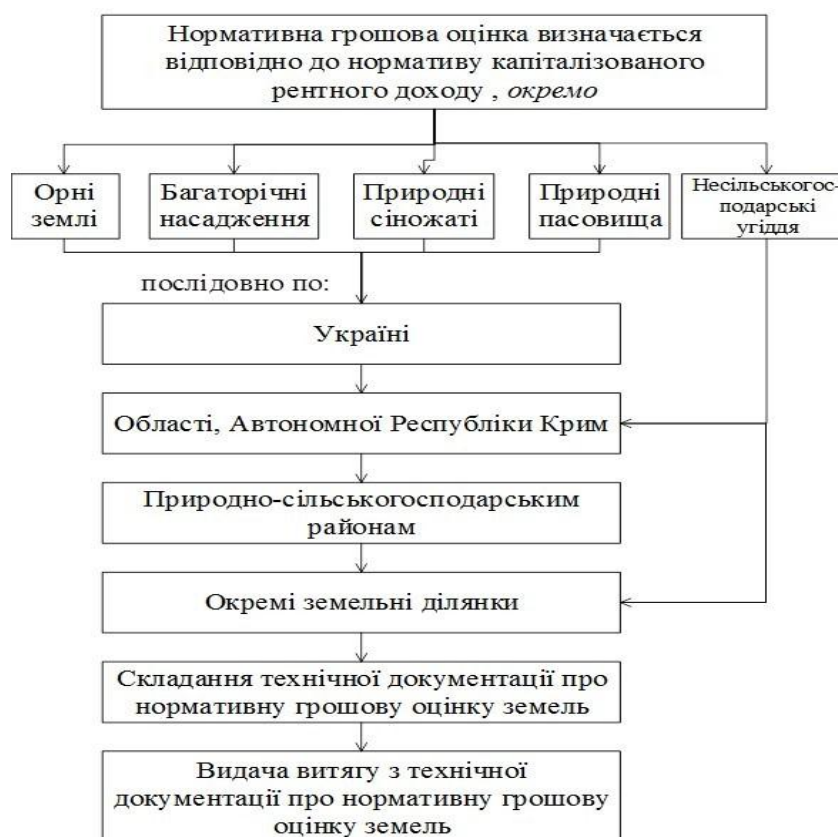 Нормативна грошова оцінка визначається
відповідно до нормативу капіталізованого
рентного доходу , окремо
Орні
землі
Багаторічні
насадження
Природні
сіножаті
Природні
пасовища
Несільськогос-
подарські
угіддя
послідовно по:
Україні
Області, Автономної Республіки Крим
Природно-сільськогосподарським
районам
Окремі земельні ділянки
Складання технічної документації про
нормативну грошову оцінку земель
Видача витягу з технічної
документації про нормативну грошову
оцінку земель